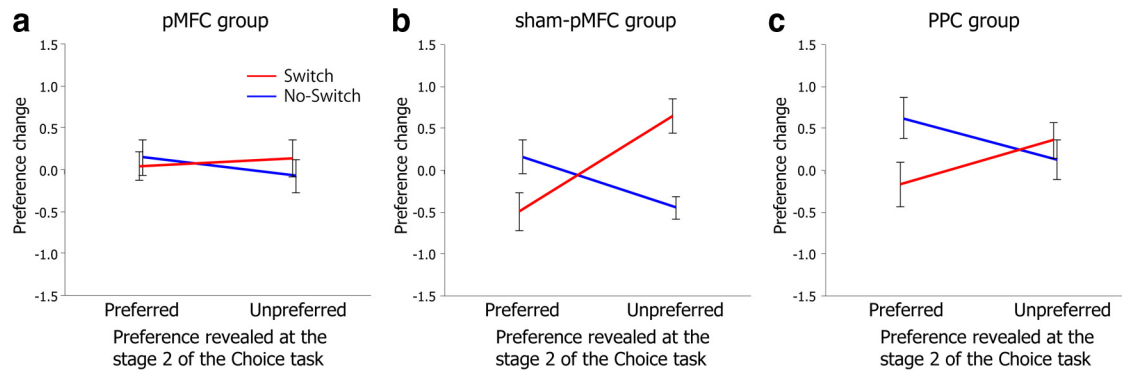 a
pMFC group
Preference change
1.5
1.0
0.5
0.0
-0.5
-1.0
-1.5
Switch
No-Switch
Preferred
Unpreferred
Preference revealed at the
stage 2 of the Choice task
b
sham-pMFC group
Preference change
1.5
1.0
0.5
0.0
-0.5
-1.0
-1.5
Preferred
Unpreferred
Preference revealed at the
stage 2 of the Choice task
c
PPC group
Preference change
1.5
1.0
0.5
0.0
-0.5
-1.0
-1.5
Preferred
Unpreferred
Preference revealed at the
stage 2 of the Choice task